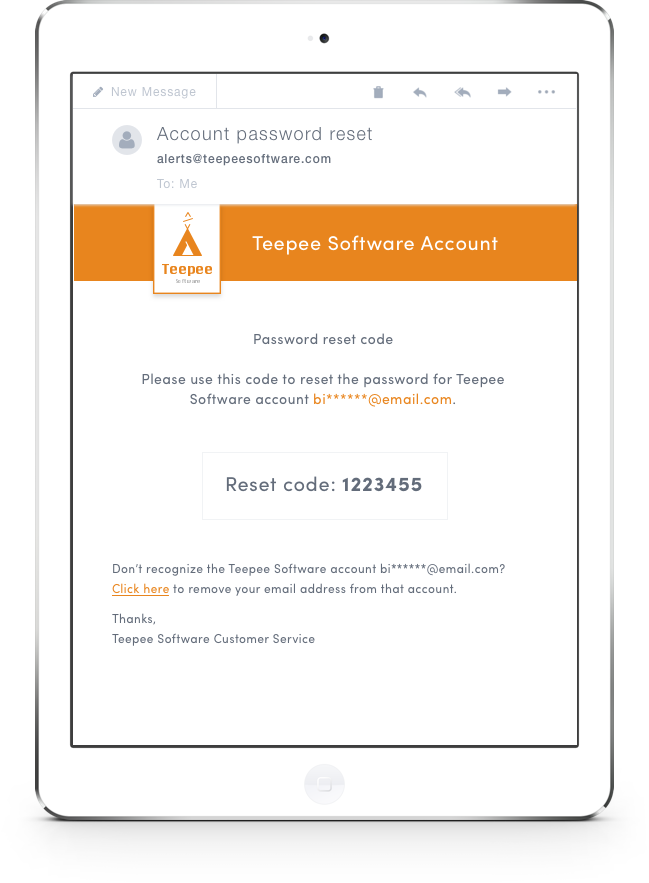 New Message
Account password reset
alerts@teepeesoftware.com
To: Me
Teepee
Software
Teepee Software Account
Password reset code
Please use this code to reset the password for Teepee
Software account bi******@email.com.
Reset code: 1223455
Don’t recognize the Teepee Software account bi******@email.com?
Click here to remove your email address from that account.
Thanks,
Teepee Software Customer Service